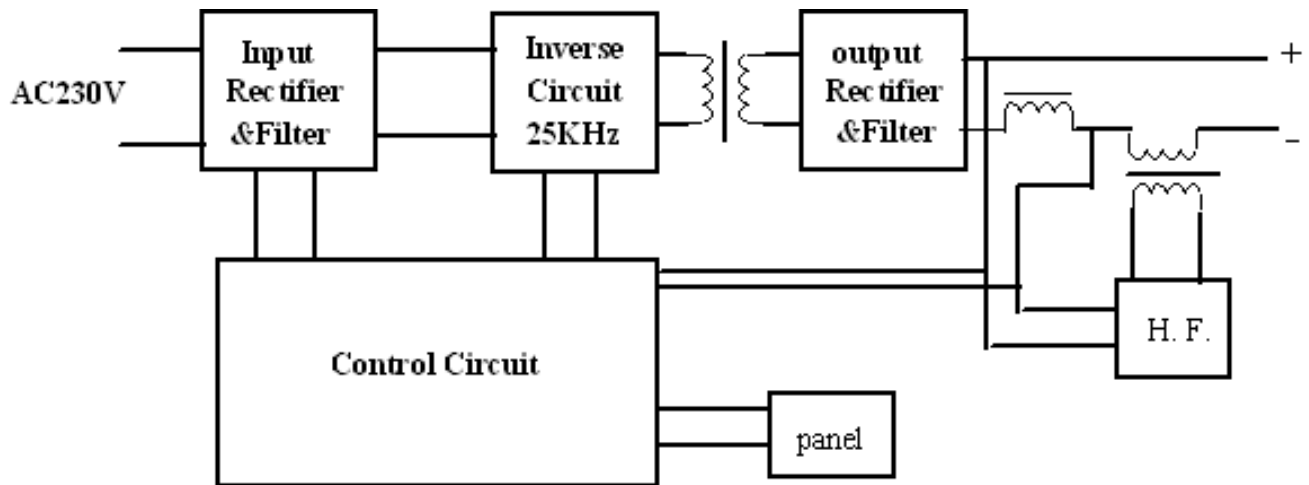 AC230V
Input
Rectifier
&Filter
Inverse
Circuit
25KHz
output
Rectifier
&Filter
+
-
H. F.
Control Circuit
panel